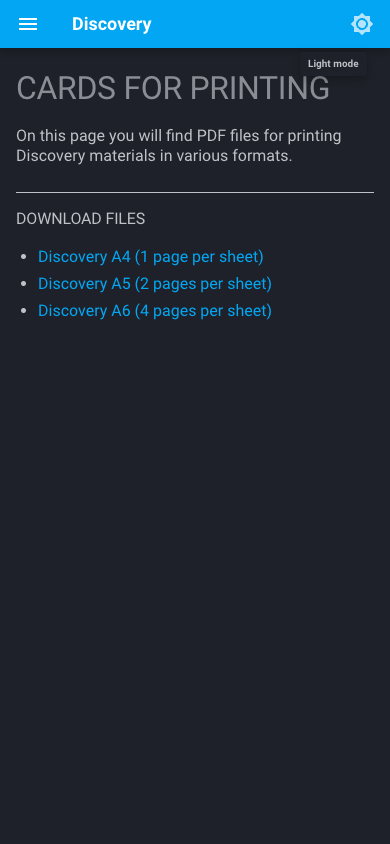 Discovery
Light mode
CARDS FOR PRINTING
On this page you will find PDF files for printing
Discovery materials in various formats.
DOWNLOAD FILES
Discovery A4 (1 page per sheet)
Discovery A5 (2 pages per sheet)
Discovery A6 (4 pages per sheet)